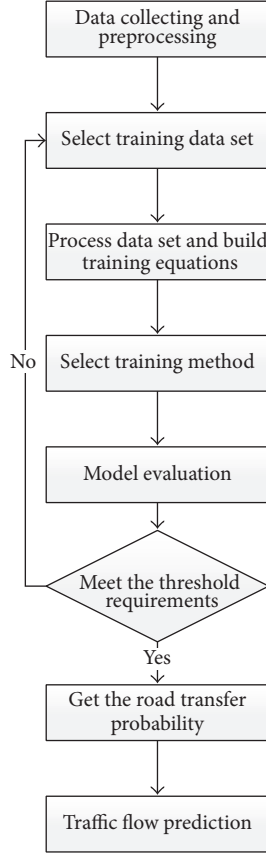 Data collecting and
preprocessing
Select training data set
Process data set and build
training equations
No
Select training method
Model evaluation
Meet the threshold
requirements
Yes
Get the road transfer
probability
Traffic flow prediction